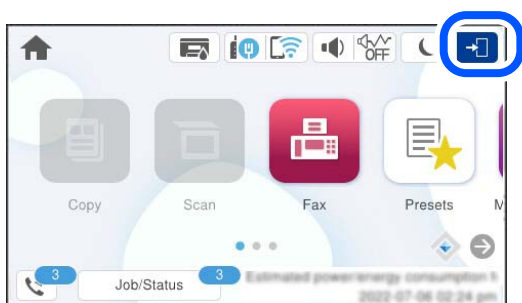 OFF
Copy
Scan
Fax
Presets
M
3
Job/Status
3
Estimated power/energy consumption h
2022-07-06 02:24 pm